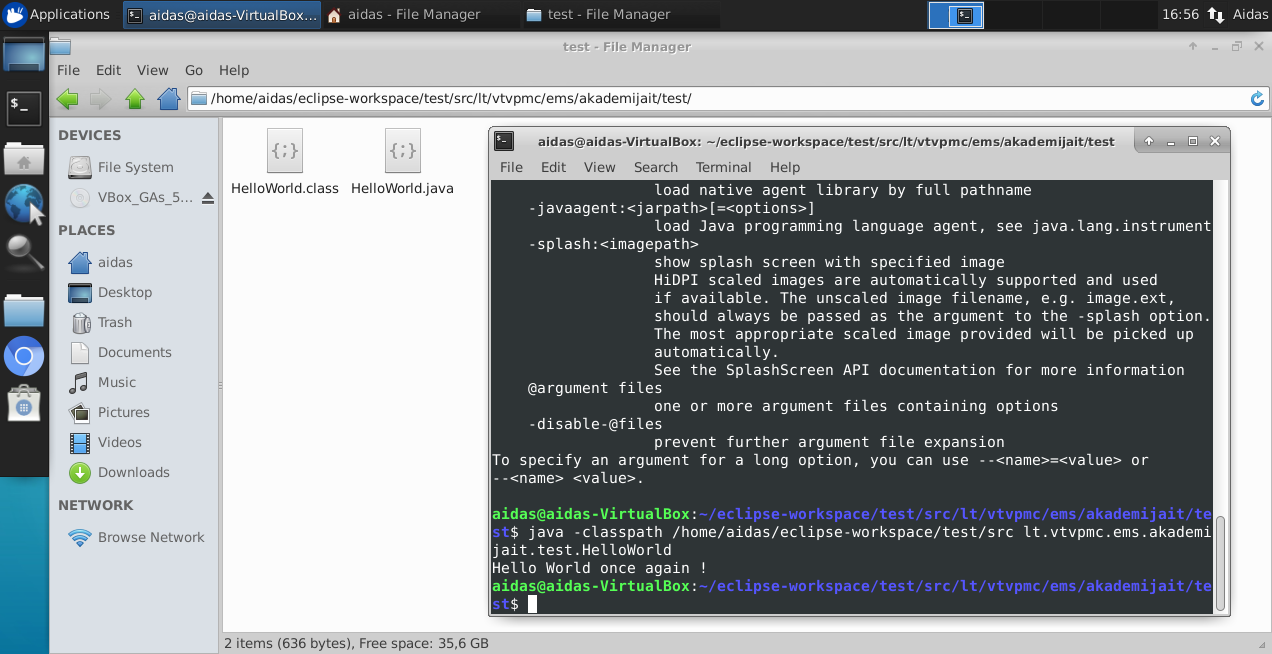 Applications
aidas@aidas-VirtualBox...
aidas - File Manager
test - File Manager
16:56
Aidas
test - File Manager
File Edit View Go Help
/home/aidas/eclipse-workspace/test/src/lt/vtvpmc/ems/akademijait/test/
DEVICES
File System
VBox_GAs_5...
PLACES
aidas
Desktop
Trash
Documents
Music
Pictures
Videos
Downloads
NETWORK
Browse Network
HelloWorld.class
HelloWorld.java
2 items (636 bytes), Free space: 35,6 GB
aidas@aidas-VirtualBox: ~/eclipse-workspace/test/src/lt/vtvpmc/ems/akademijait/test
File Edit View Search Terminal Help
load native agent library by full pathname
-javaagent:<jarpath>[=<options>]
load Java programming language agent, see java.lang.instrument
-splash:<imagepath>
show splash screen with specified image
HiDPI scaled images are automatically supported and used
if available. The unscaled image filename, e.g. image.ext,
should always be passed as the argument to the -splash option.
The most appropriate scaled image provided will be picked up
automatically.
See the SplashScreen API documentation for more information
@argument files
one or more argument files containing options
-disable-@files
prevent further argument file expansion
To specify an argument for a long option, you can use --<name>=<value> or
--<name> <value>.
aidas@aidas-VirtualBox:~/eclipse-workspace/test/src/lt/vtvpmc/ems/akademijait/te
st$ java -classpath /home/aidas/eclipse-workspace/test/src lt.vtvpmc.ems.akademi
jait.test.HelloWorld
Hello World once again !
aidas@aidas-VirtualBox:~/eclipse-workspace/test/src/lt/vtvpmc/ems/akademijait/te
st$